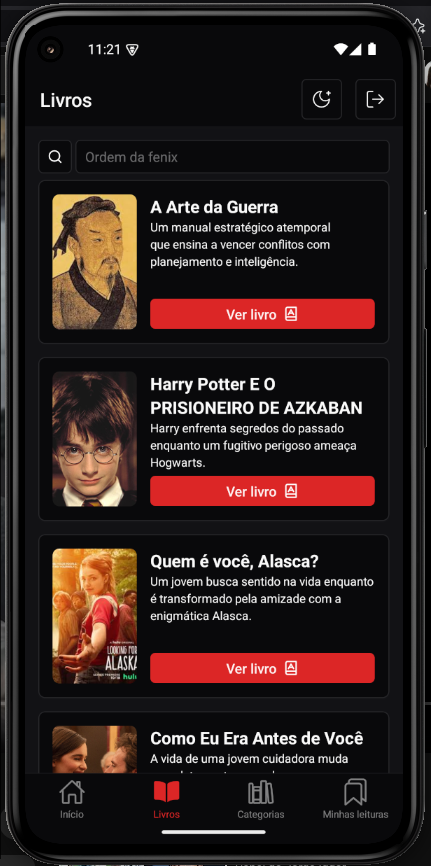 11:21
Livros
Ordem da fenix
A Arte da Guerra
Um manual estratégico atemporal
que ensina a vencer conflitos com
planejamento e inteligência.
Ver livro
Harry Potter E O
PRISIONEIRO DE AZKABAN
Harry enfrenta segredos do passado
enquanto um fugitivo perigoso ameaça
Hogwarts.
Ver livro
LOOKING FOR
ALASKA
hulu
Quem é você, Alasca?
Um jovem busca sentido na vida enquanto
é transformado pela amizade com a
enigmática Alasca.
Ver livro
Como Eu Era Antes de Você
A vida de uma jovem cuidadora muda
Início
Livros
Categorias
Minhas leituras